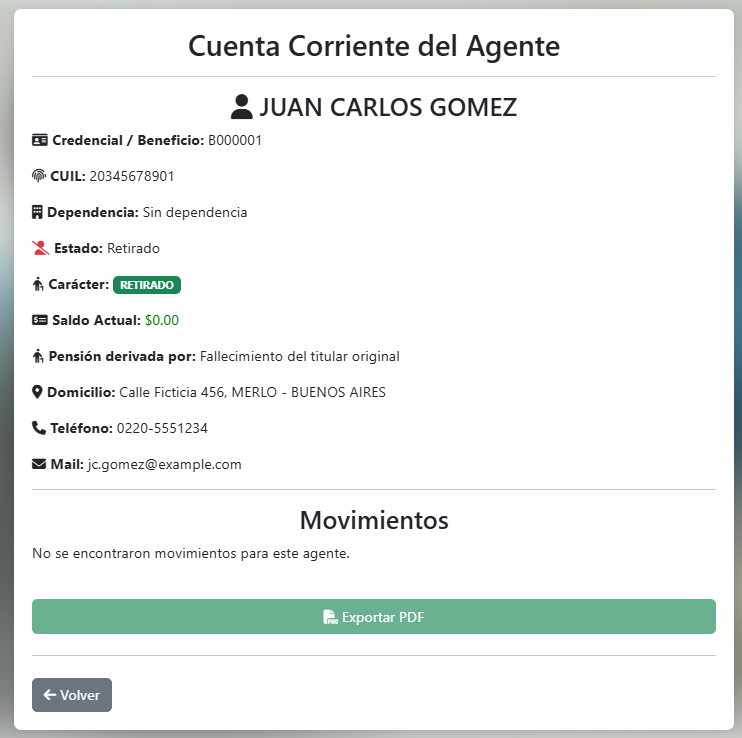 Cuenta Corriente del Agente
JUAN CARLOS GOMEZ
Credencial / Beneficio: B000001
CUIL: 20345678901
Dependencia: Sin dependencia
Estado: Retirado
Carácter: RETIRADO
Saldo Actual: $0.00
Pensión derivada por: Fallecimiento del titular original
Domicilio: Calle Ficticia 456, MERLO - BUENOS AIRES
Teléfono: 0220-5551234
Mail: jc.gomez@example.com
Movimientos
No se encontraron movimientos para este agente.
Exportar PDF
Volver